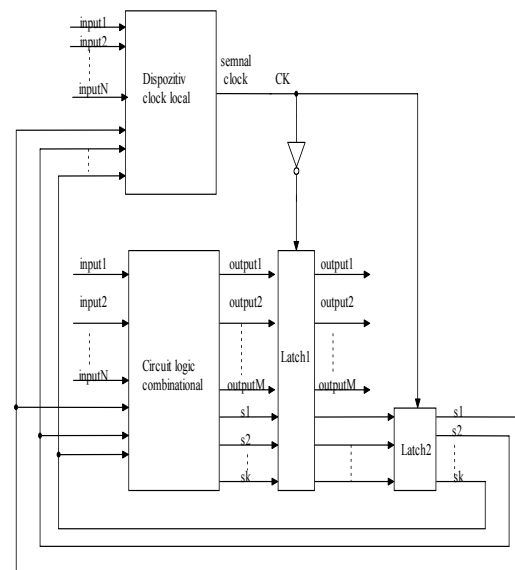 input1
input2
inputN
Dispozitiv
clock local
semnal
clock
CK
input1
input2
inputN
Circuit logic
combinational
output1
output2
outputM
s1
s2
sk
Latch1
output1
output2
outputM
Latch2
s1
s2
sk